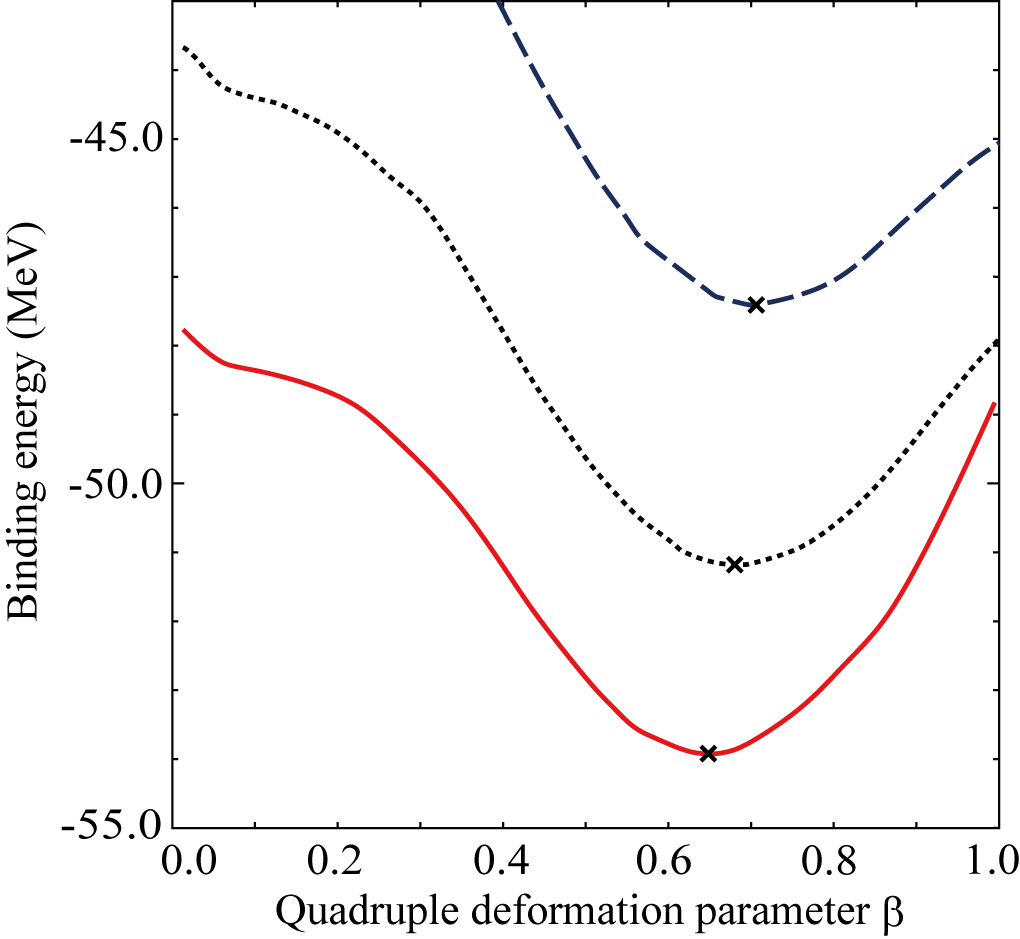 Binding energy (MeV)
-45.0
-50.0
-55.0
0.0 0.2 0.4 0.6 0.8 1.0
Quadruple deformation parameter β